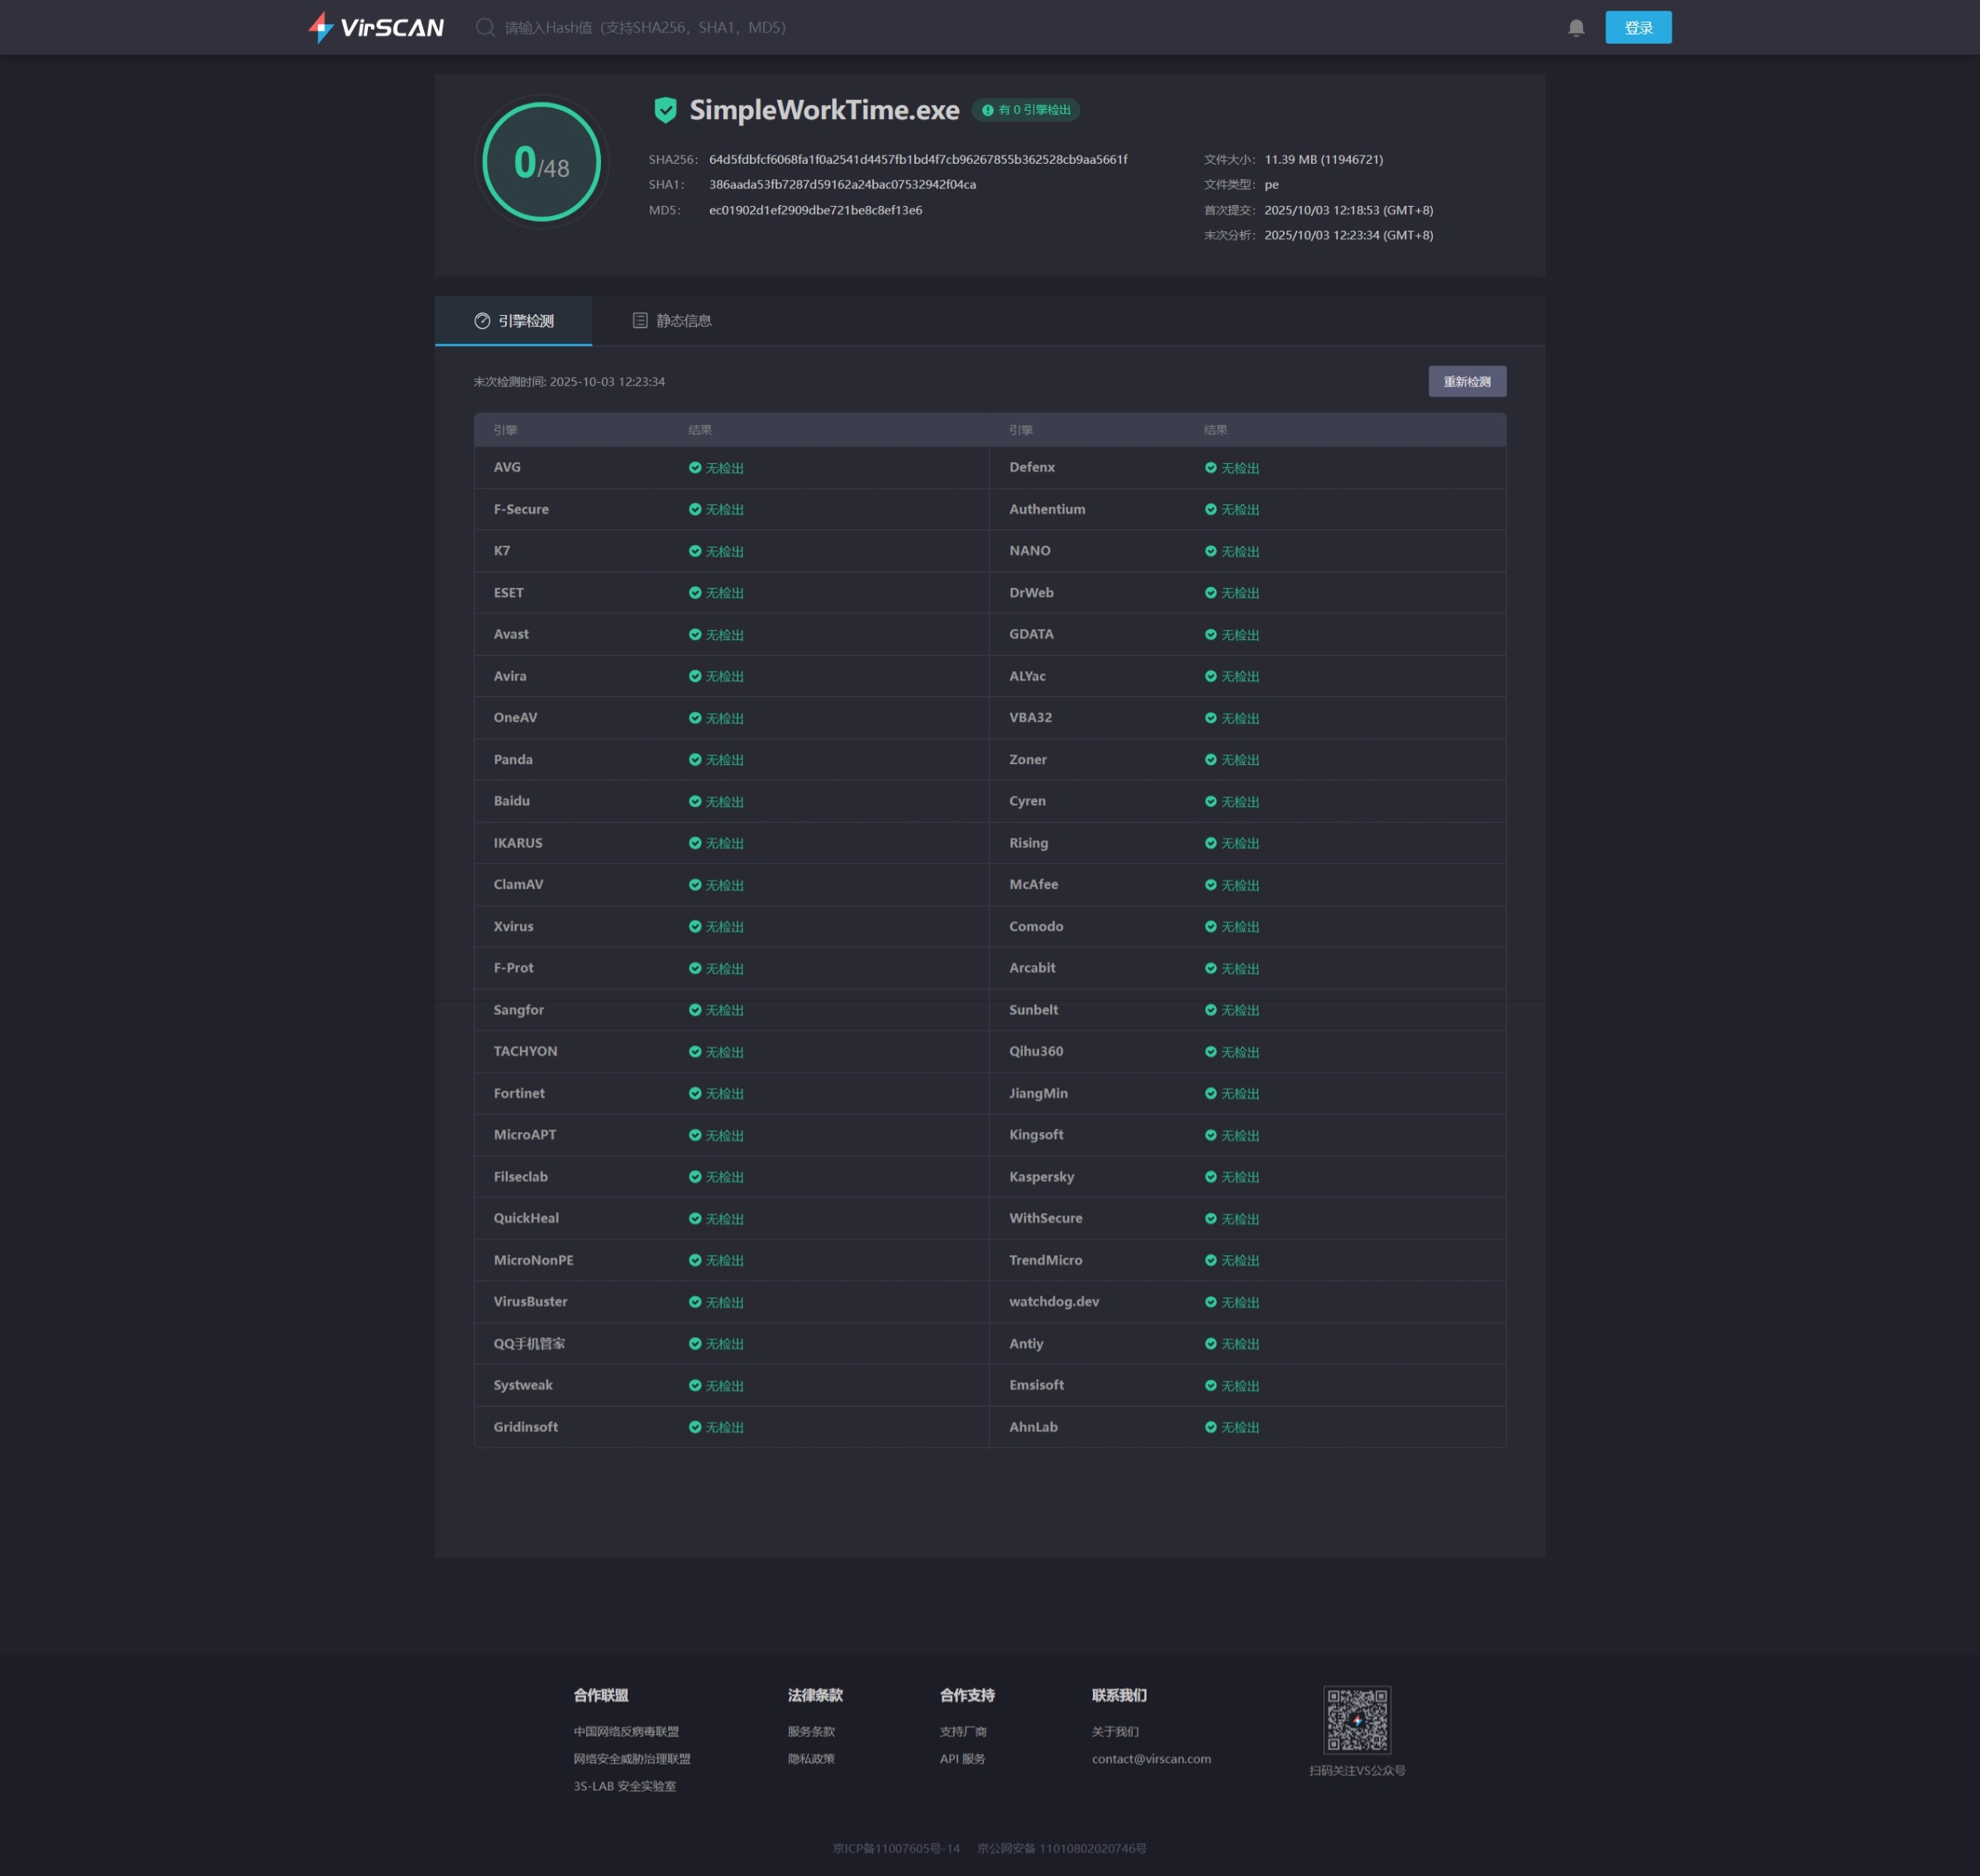 VirSCAN
请输入Hash值（支持SHA256，SHA1，MD5）
登录
0/48
SimpleWorkTime.exe
有 0 引擎检出
SHA256: 64d5fdbfcf6068fa1f0a2541d4457fb1bd4f7cb96267855b362528cb9aa5661f
SHA1: 386aada53fb7287d59162a24bac07532942f04ca
MD5: ec01902d1ef2909dbe721be8c8ef13e6
文件大小: 11.39 MB (11946721)
文件类型: pe
首次提交: 2025/10/03 12:18:53 (GMT+8)
末次分析: 2025/10/03 12:23:34 (GMT+8)
引擎检测 静态信息
末次检测时间: 2025-10-03 12:23:34
重新检测
引擎 结果 引擎 结果
AVG 无检出 Defenx 无检出
F-Secure 无检出 Authentium 无检出
K7 无检出 NANO 无检出
ESET 无检出 DrWeb 无检出
Avast 无检出 GDATA 无检出
Avira 无检出 ALYac 无检出
OneAV 无检出 VBA32 无检出
Panda 无检出 Zoner 无检出
Baidu 无检出 Cyren 无检出
IKARUS 无检出 Rising 无检出
ClamAV 无检出 McAfee 无检出
Xvirus 无检出 Comodo 无检出
F-Prot 无检出 Arcabit 无检出
Sangfor 无检出 Sunbelt 无检出
TACHYON 无检出 Qihu360 无检出
Fortinet 无检出 JiangMin 无检出
MicroAPT 无检出 Kingsoft 无检出
Filseclab 无检出 Kaspersky 无检出
QuickHeal 无检出 WithSecure 无检出
MicroNonPE 无检出 TrendMicro 无检出
VirusBuster 无检出 watchdog.dev 无检出
QQ手机管家 无检出 Antiy 无检出
Systweak 无检出 Emsisoft 无检出
Gridinsoft 无检出 AhnLab 无检出
合作联盟
中国网络反病毒联盟
网络安全威胁治理联盟
3S-LAB 安全实验室
法律条款
服务条款
隐私政策
合作支持
支持厂商
API 服务
联系我们
关于我们
contact@virscan.com
扫码关注VS公众号
京ICP备11007605号-14 京公网安备 11010802020746号